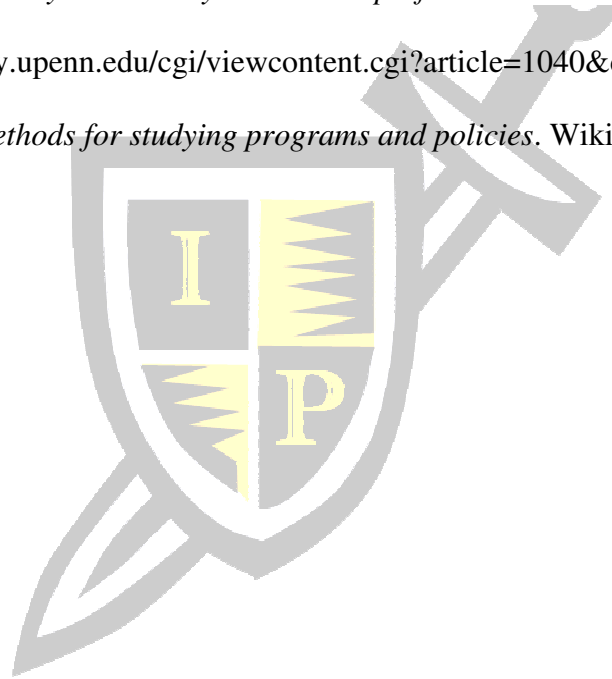 y.upenn.edu/cgi/viewcontent.cgi?article=1040&
ethods for studying programs and policies. Wiki
I
P